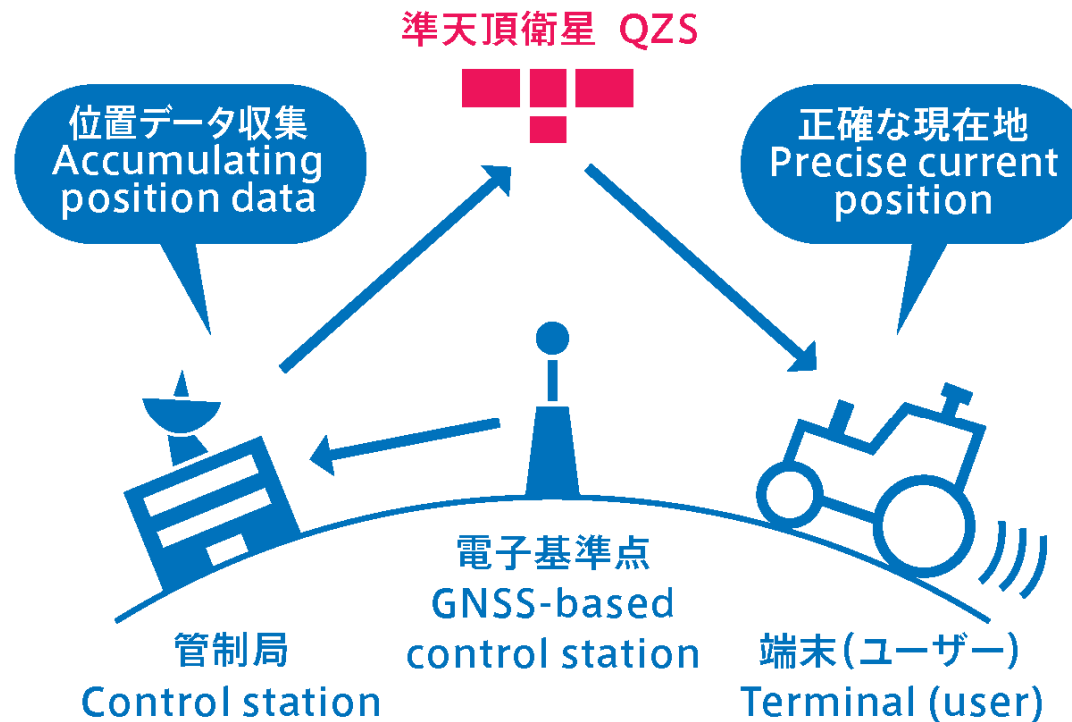 準天頂衛星 QZS
位置データ収集
Accumulating
position data
正確な現在地
Precise current
position
電子基準点
GNSS-based
control station
管制局
Control station
端末(ユーザー)
Terminal (user)